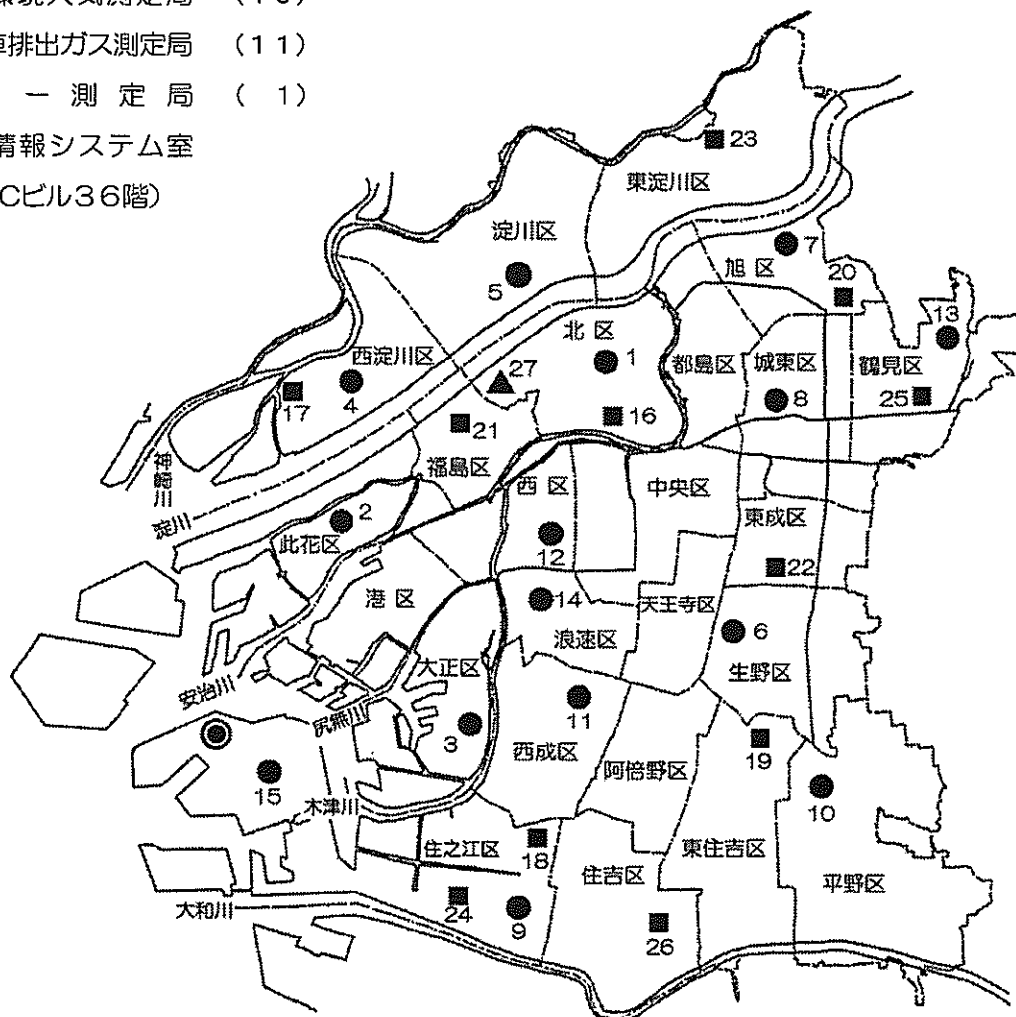 測定局 （15）
排出ガス測定局 （11）
ー 測 定 局 （ 1）
情報システム室
Cビル36階）
23
東淀川区
淀川区
5
旭 区
7
20
13
北 区
1
都島区
城東区
鶴見区
西淀川区
27
17
4
8
25
21
16
福島区
神崎川
淀川
西 区
中央区
東成区
2
此花区
12
22
港 区
14
浪速区
天王寺区
6
生野区
大正区
安治川
尻無川
3
11
西成区
阿倍野区
19
15
木津川
10
住之江区
18
住吉区
東住吉区
平野区
大和川
24
9
26